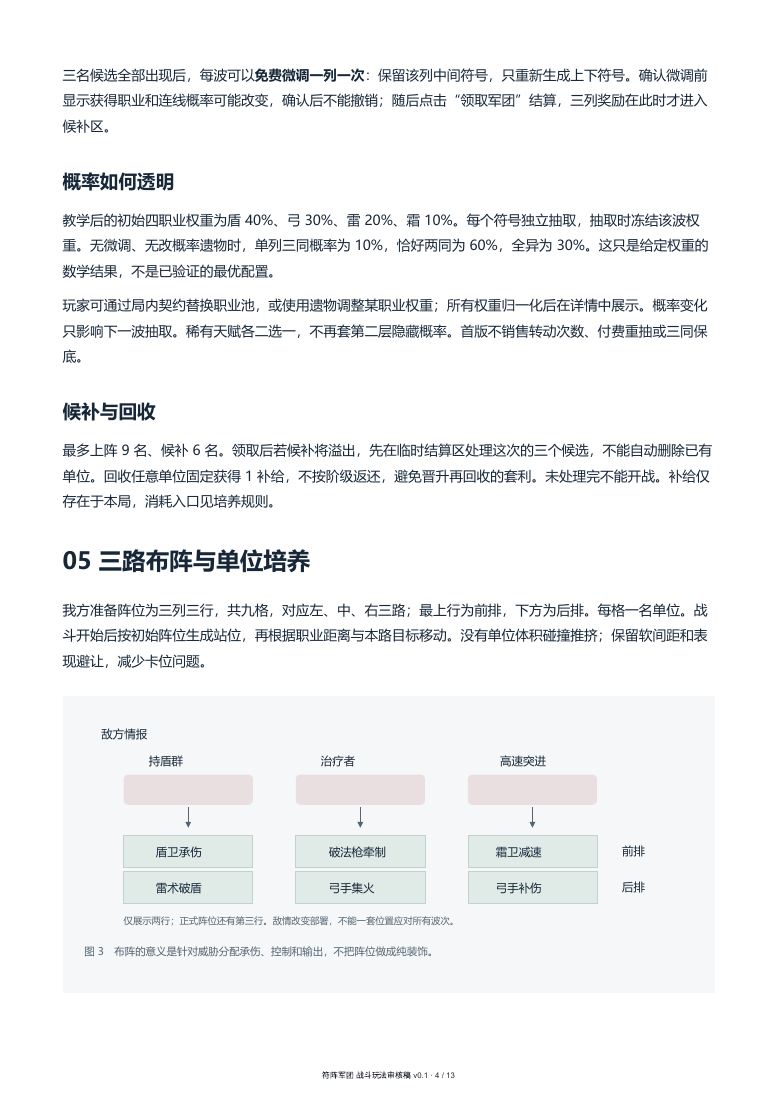 三名候选全部出现后，每波可以免费微调一列一次：保留该列中间符号，只重新生成上下符号。确认微调前
显示获得职业和连线概率可能改变，确认后不能撤销；随后点击“领取军团”结算，三列奖励在此时才进入
候补区。
概率如何透明
教学后的初始四职业权重为盾 40%、弓 30%、雷 20%、霜 10%。每个符号独立抽取，抽取时冻结该波权
重。无微调、无改概率遗物时，单列三同概率为 10%，恰好两同为 60%，全异为 30%。这只是给定权重的
数学结果，不是已验证的最优配置。
玩家可通过局内契约替换职业池，或使用遗物调整某职业权重；所有权重归一化后在详情中展示。概率变化
只影响下一波抽取。稀有天赋各二选一，不再套第二层隐藏概率。首版不销售转动次数、付费重抽或三同保
底。
候补与回收
最多上阵 9 名、候补 6 名。领取后若候补将溢出，先在临时结算区处理这次的三个候选，不能自动删除已有
单位。回收任意单位固定获得 1 补给，不按阶级返还，避免晋升再回收的套利。未处理完不能开战。补给仅
存在于本局，消耗入口见培养规则。
05 三路布阵与单位培养
我方准备阵位为三列三行，共九格，对应左、中、右三路；最上行为前排，下方为后排。每格一名单位。战
斗开始后按初始阵位生成站位，再根据职业距离与本路目标移动。没有单位体积碰撞推挤；保留软间距和表
现避让，减少卡位问题。
敌方情报
持盾群 治疗者 高速突进
盾卫承伤 破法枪牵制 霜卫减速 前排
雷术破盾 弓手集火 弓手补伤 后排
仅展示两行；正式阵位还有第三行。敌情改变部署，不能一套位置应对所有波次。
图 3 布阵的意义是针对威胁分配承伤、控制和输出，不把阵位做成纯装饰。
符阵军团 战斗玩法审核稿 v0.1 · 4 / 13